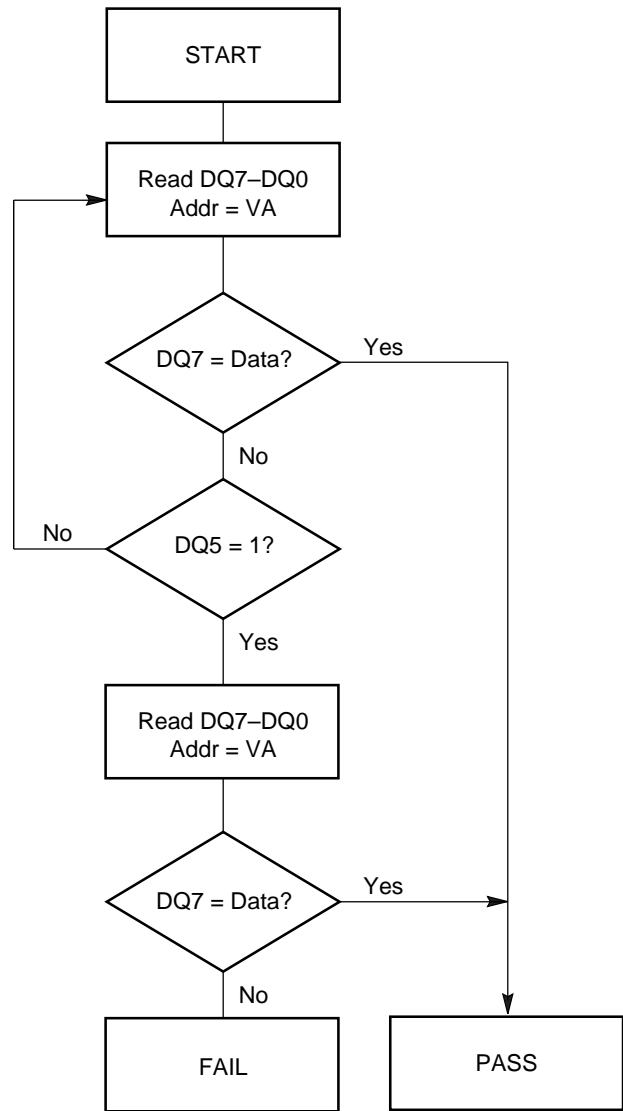 START
Read DQ7–DQ0
Addr = VA
DQ7 = Data?
Yes
No
No
DQ5 = 1?
Yes
Read DQ7–DQ0
Addr = VA
DQ7 = Data?
Yes
No
FAIL
PASS